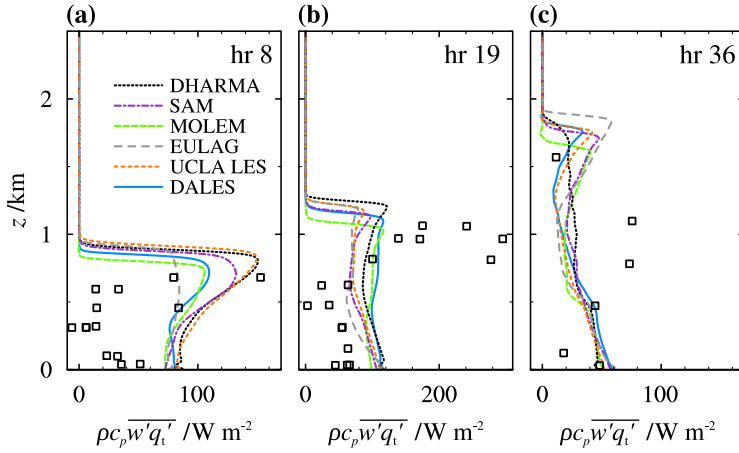 (a)
(b)
(c)
hr 8
hr 19
hr 36
DHARMA
SAM
MOLEM
EULAG
UCLA LES
DALES
z /km
2
1
0
0 100
0 100 200
0 100
ρc_p w′q_t′ /W m⁻²
ρc_p w′q_t′ /W m⁻²
ρc_p w′q_t′ /W m⁻²